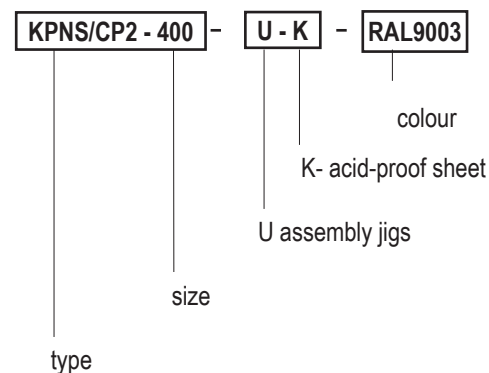 KPNS/CP2 - 400 - U - K - RAL9003
colour
K- acid-proof sheet
U assembly jigs
size
type